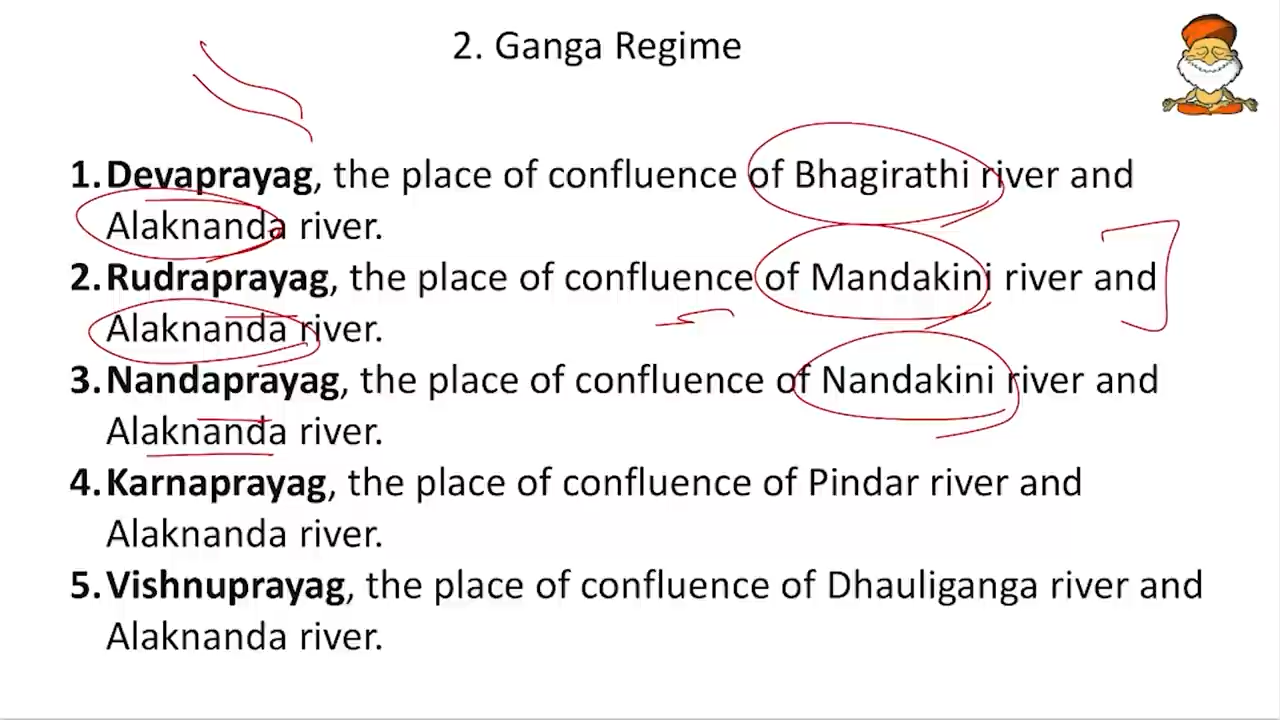 2. Ganga Regime
1. Devaprayag, the place of confluence of Bhagirathi river and
Alaknanda river.
2. Rudraprayag, the place of confluence of Mandakini river and
Alaknanda river.
3. Nandaprayag, the place of confluence of Nandakini river and
Alaknanda river.
4. Karnaprayag, the place of confluence of Pindar river and
Alaknanda river.
5. Vishnuprayag, the place of confluence of Dhauliganga river and
Alaknanda river.